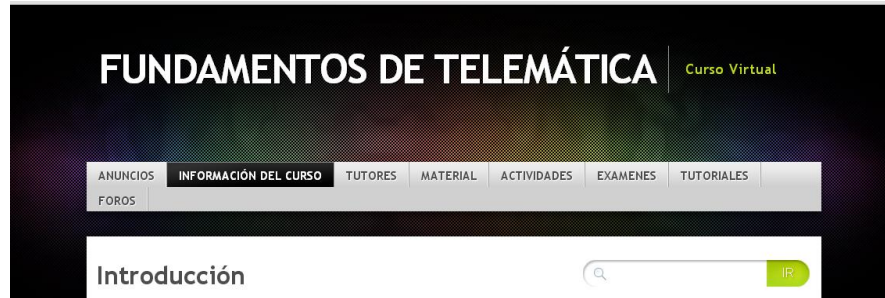 FUNDAMENTOS DE TELEMÁTICA Curso Virtual
ANUNCIOS INFORMACIÓN DEL CURSO TUTORES MATERIAL ACTIVIDADES EXAMENES TUTORIALES
FOROS
Introducción IR